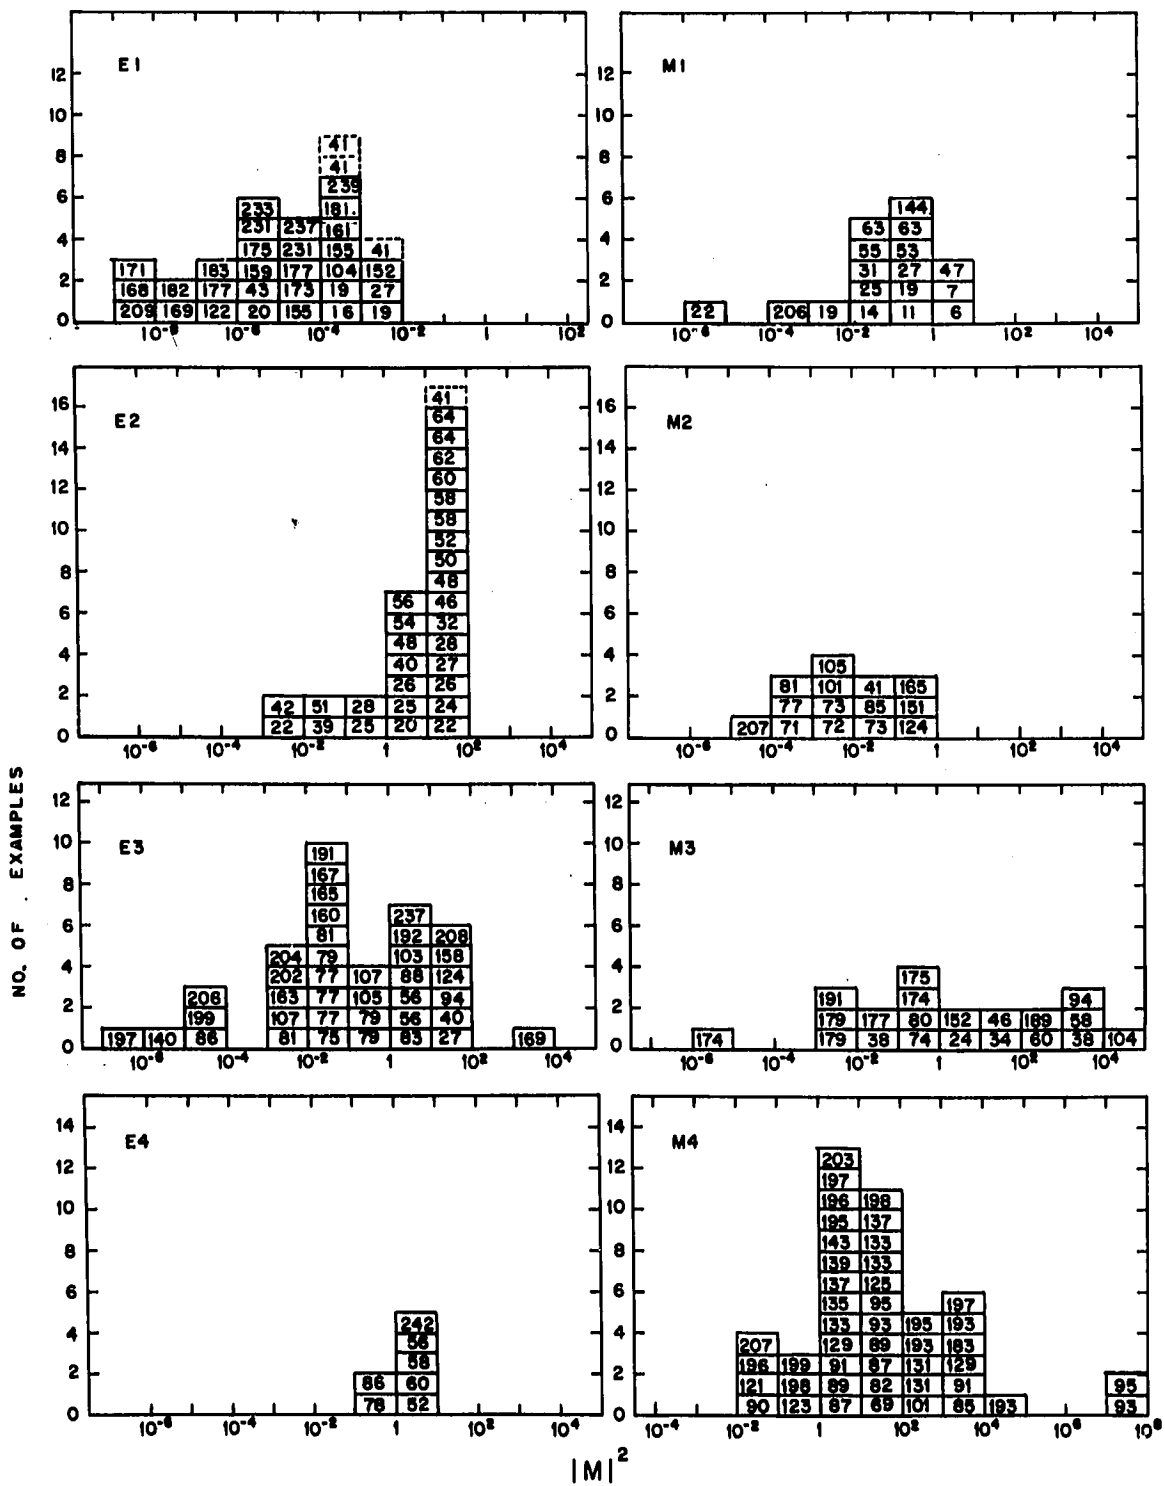 E1
12
10
41
8
41
239
6
233 181.
231 237 161
4
175 231 155 41
171 183 159 177 104 152
2
168 182 177 43 173 19 27
209 169 122 20 155 16 19
0
10⁻⁸ 10⁻⁶ 10⁻⁴ 10⁻² 1 10²
M1
12
10
8
6
144
63 63
4
55 53
31 27 47
2
25 19 7
22 206 19 14 11 6
0
10⁻⁶ 10⁻⁴ 10⁻² 1 10² 10⁴
E2
16
41
64
64
14
62
60
12
58
58
10
52
50
8
48
56 46
6
54 32
48 28
4
40 27
26 26
2
42 51 28 25 24
22 39 25 20 22
0
10⁻⁶ 10⁻⁴ 10⁻² 1 10²
M2
16
14
12
10
8
6
4
105
81 101 41 165
2
77 73 85 151
207 71 72 73 124
0
10⁻⁶ 10⁻⁴ 10⁻² 1 10² 10⁴
NO. OF . EXAMPLES
E3
12
10
191
167
8
165
160 237
6
81 192 208
204 79 103 158
4
202 77 107 88 124
206 163 77 105 56 94
2
199 107 77 79 56 40
197 140 86 81 75 79 83 27 169
0
10⁻⁶ 10⁻⁴ 10⁻² 1 10² 10⁴
M3
12
10
8
6
4
175
191 174 94
2
179 177 80 152 46 189 58
174 179 38 74 24 34 60 38 104
0
10⁻⁶ 10⁻⁴ 10⁻² 1 10² 10⁴
E4
14
12
10
8
6
242
4
56
58
2
86 60
78 52
0
10⁻⁶ 10⁻⁴ 10⁻² 1 10² 10⁴
M4
14
12
203
197
10
196 198
195 137
8
143 133
139 133
6
137 125
135 95 197
4
133 93 195 193
207 129 89 193 183
2
196 199 91 87 131 129
121 198 89 82 131 91 95
90 123 87 69 101 85 193 93
0
10⁻⁴ 10⁻² 1 10² 10⁴ 10⁶ 10⁸
|M|²